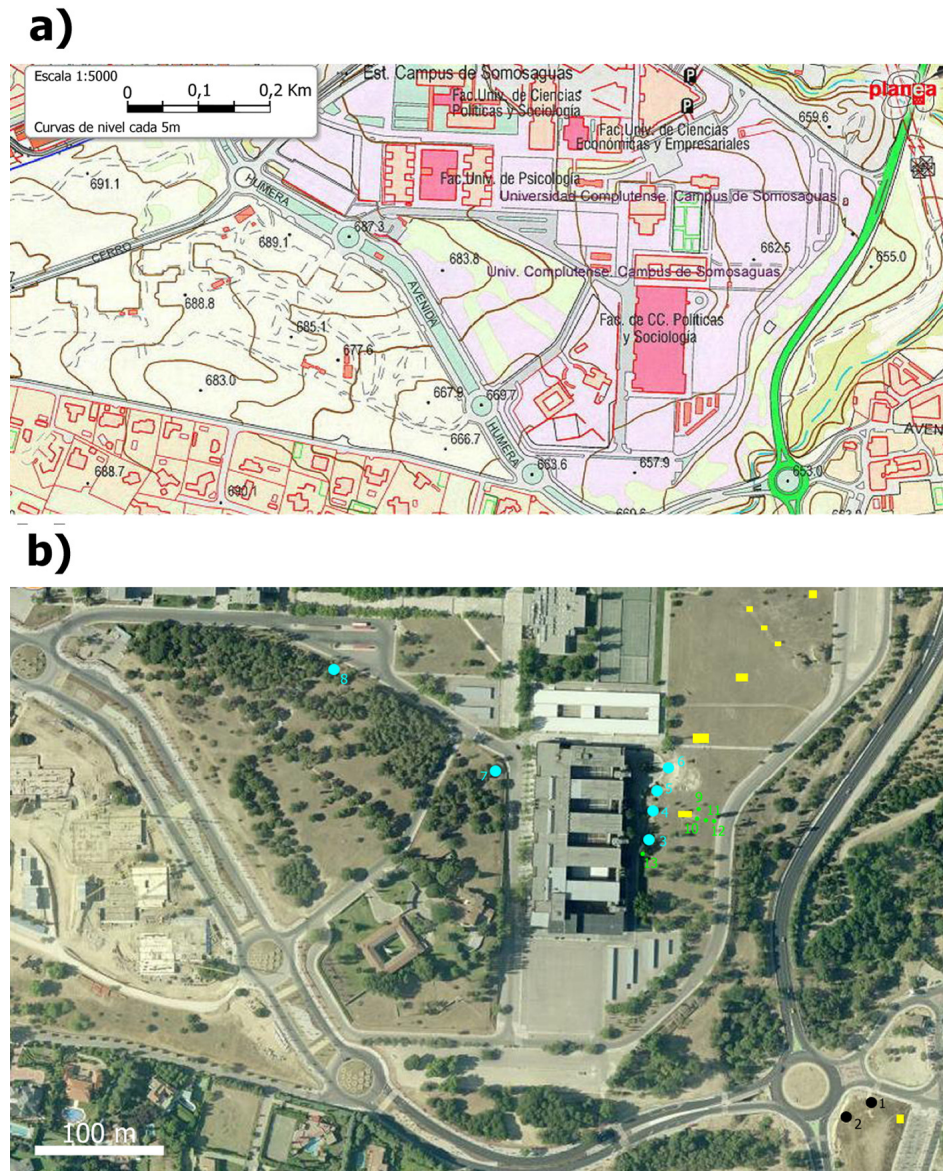 a)
Escala 1:5000
0 0,1 0,2 Km
Curvas de nivel cada 5m
Est. Campus de Somosaguas
Fac.Univ. de Ciencias
Políticas y Sociología
P
planea
P
659.6
Fac.Univ. de Ciencias
Económicas y Empresariales
691.1
HUMERA
Fac.Univ. de Psicología
Universidad Complutense. Campus de Somosaguas
687.3
689.1
CERRO
683.8
662.5
655.0
Univ. Complutense. Campus de Somosaguas
688.8
AVENIDA
685.1
Fac. de CC. Políticas
y Sociología
677.6
683.0
667.9
669.7
666.7
HUMERA
AVEN
663.6
657.9
688.7
653.0
690.1
b)
8
6
7
5
9
4
3
1
2
100 m